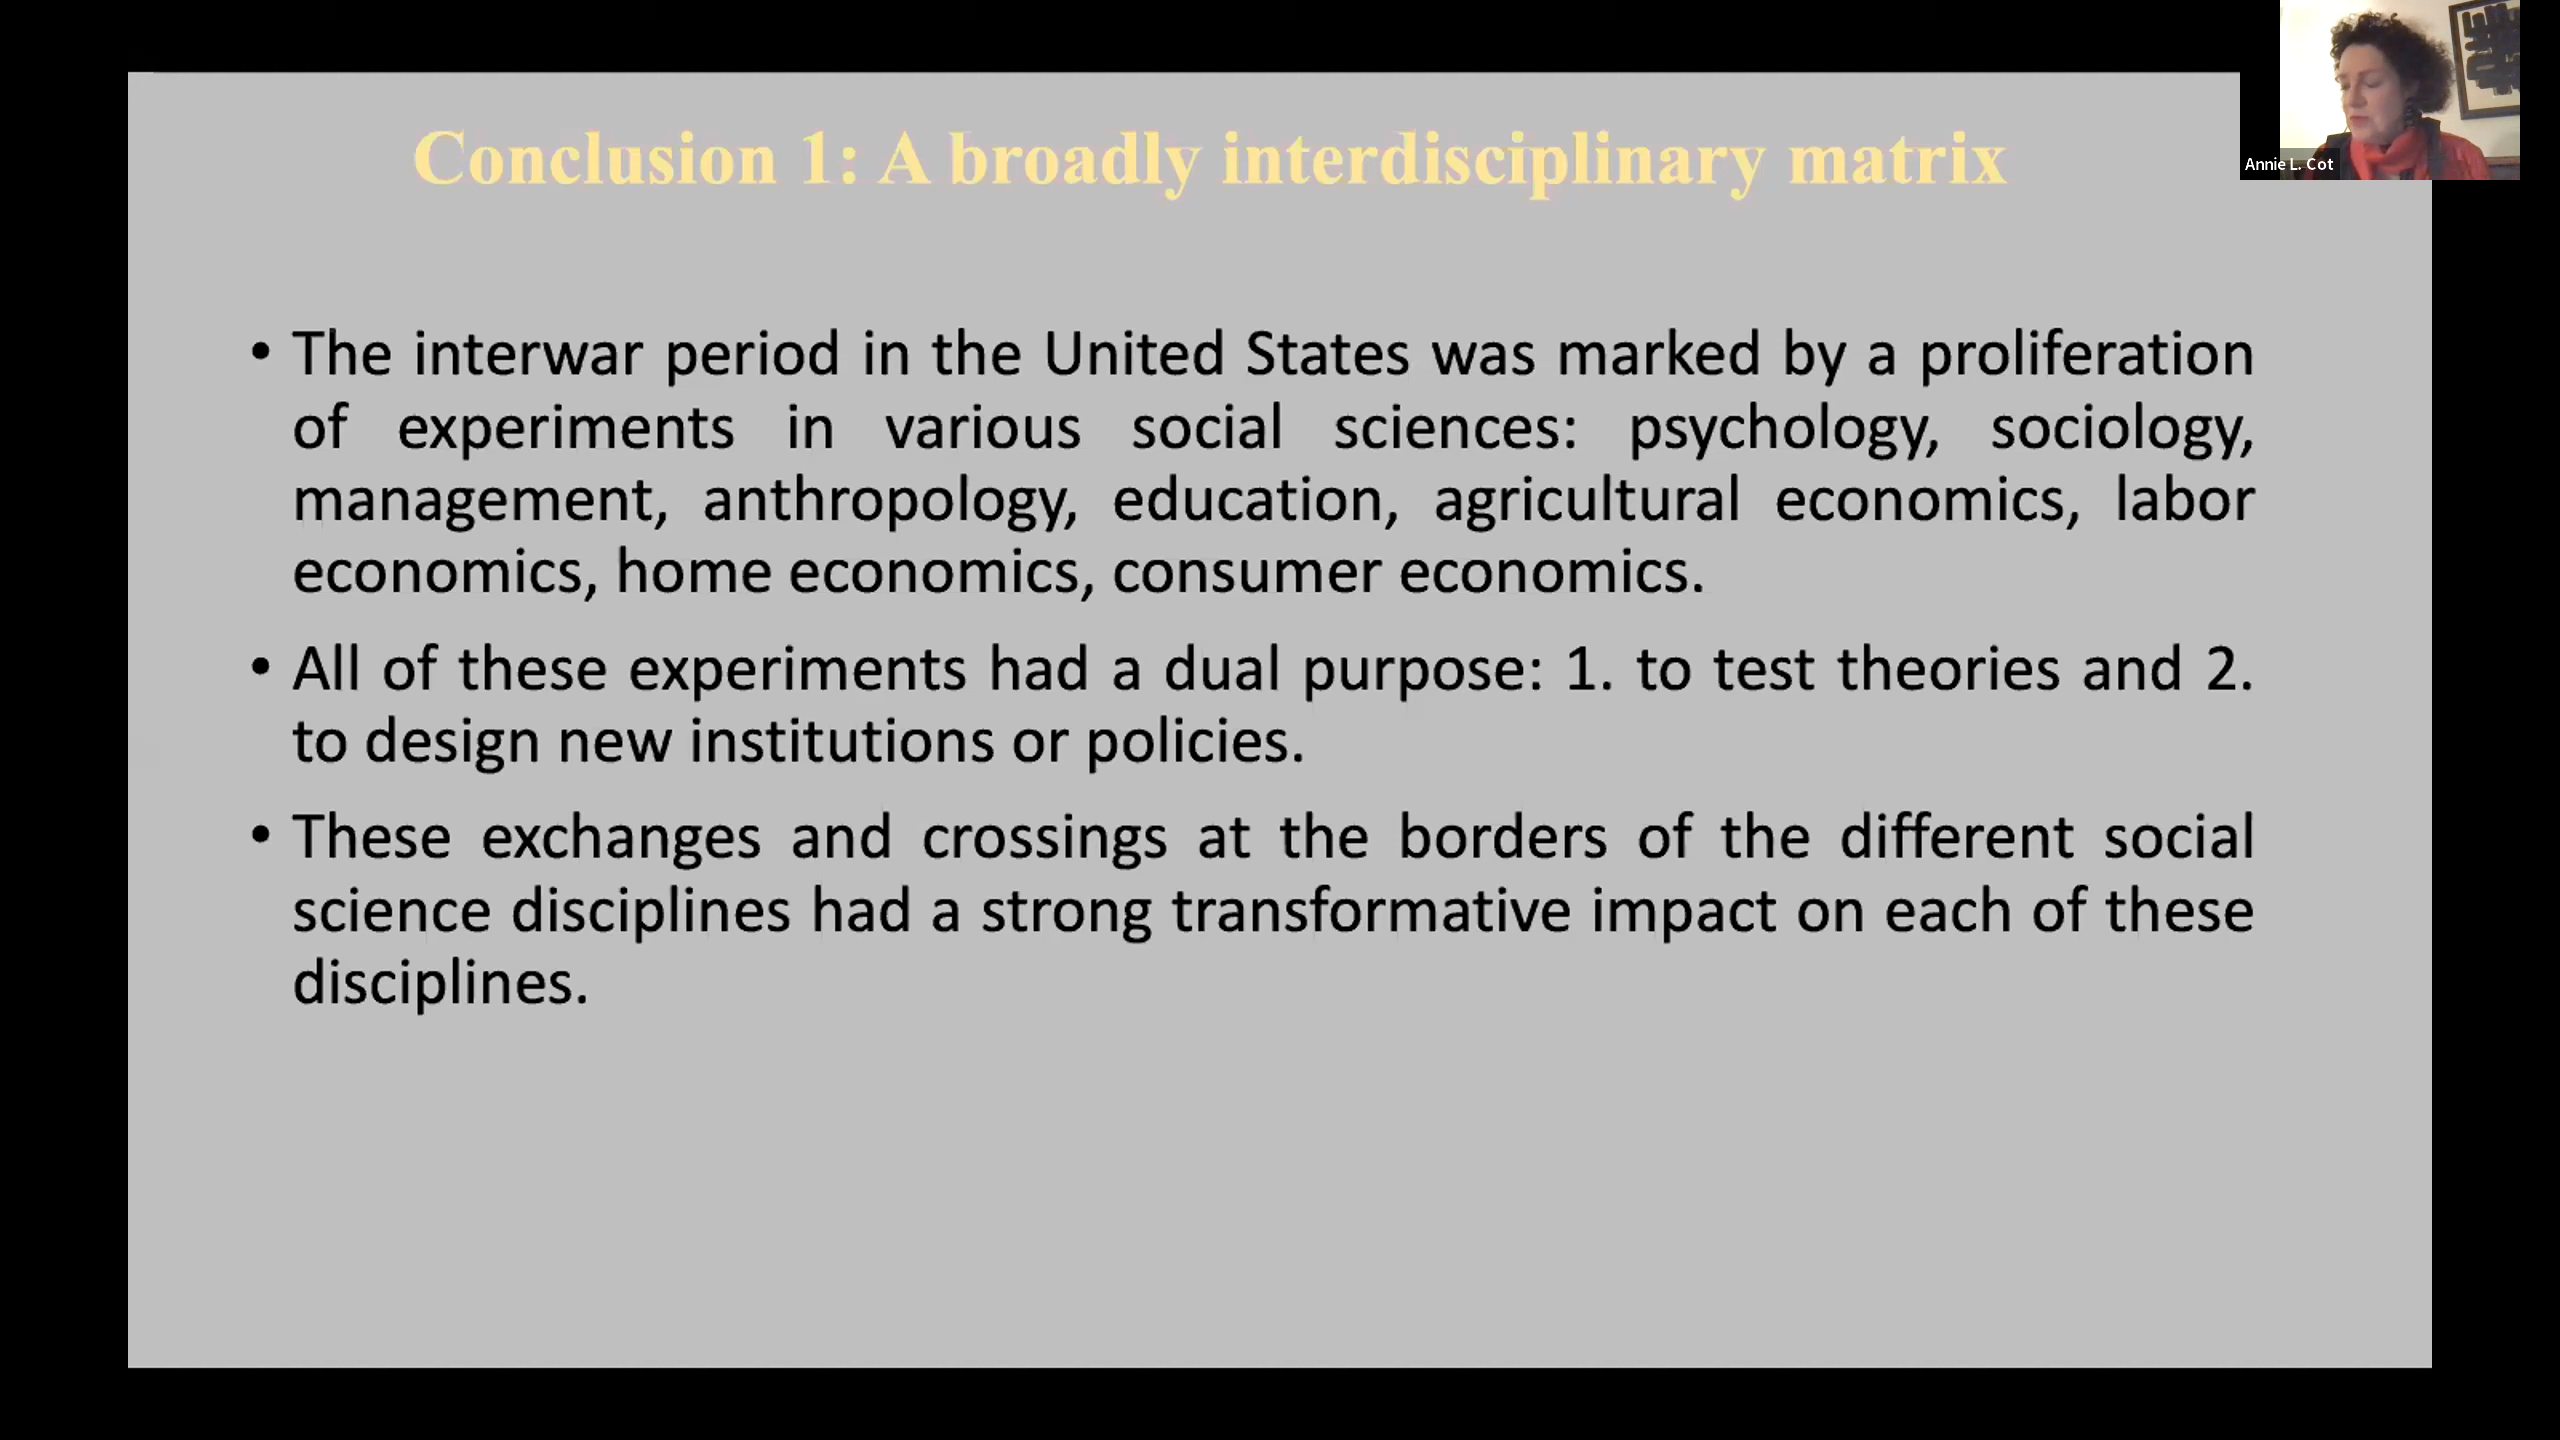 Conclusion 1: A broadly interdisciplinary matrix
Annie L. Cot
• The interwar period in the United States was marked by a proliferation
of experiments in various social sciences: psychology, sociology,
management, anthropology, education, agricultural economics, labor
economics, home economics, consumer economics.
• All of these experiments had a dual purpose: 1. to test theories and 2.
to design new institutions or policies.
• These exchanges and crossings at the borders of the different social
science disciplines had a strong transformative impact on each of these
disciplines.